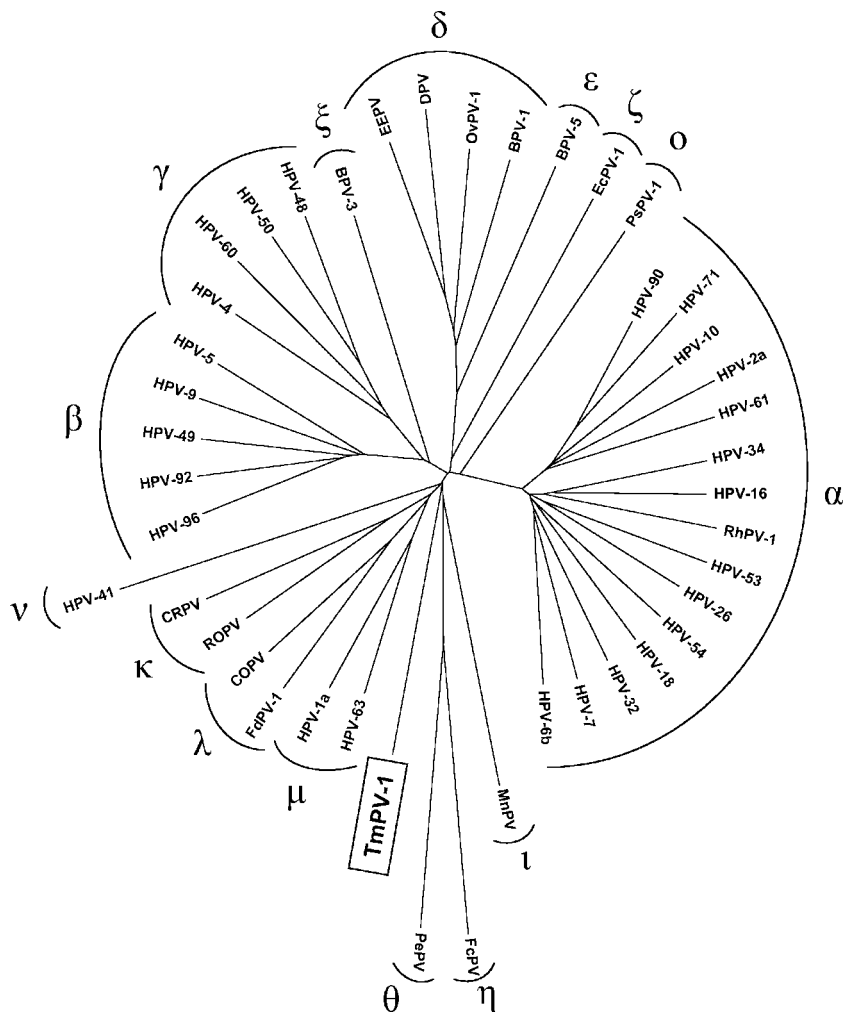 δ
ε
ζ
ο
ξ
γ
β
ν
κ
λ
μ
θ
η
ι
α
EEPV
DPV
OvPV-1
BPV-1
BPV-5
EcPV-1
PsPV-1
HPV-90
HPV-71
HPV-10
HPV-2a
HPV-61
HPV-34
HPV-16
RhPV-1
HPV-53
HPV-26
HPV-54
HPV-18
HPV-32
HPV-7
HPV-6b
MnPV
FcPV
PePV
TmPV-1
HPV-63
HPV-1a
FdPV-1
COPV
ROPV
CRPV
HPV-41
HPV-96
HPV-92
HPV-49
HPV-9
HPV-5
HPV-4
HPV-60
HPV-50
HPV-48
BPV-3